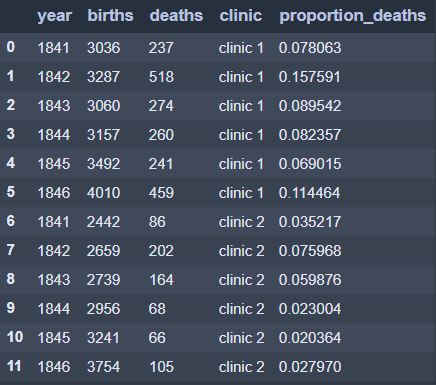 year births deaths clinic proportion_deaths
0 1841 3036 237 clinic 1 0.078063
1 1842 3287 518 clinic 1 0.157591
2 1843 3060 274 clinic 1 0.089542
3 1844 3157 260 clinic 1 0.082357
4 1845 3492 241 clinic 1 0.069015
5 1846 4010 459 clinic 1 0.114464
6 1841 2442 86 clinic 2 0.035217
7 1842 2659 202 clinic 2 0.075968
8 1843 2739 164 clinic 2 0.059876
9 1844 2956 68 clinic 2 0.023004
10 1845 3241 66 clinic 2 0.020364
11 1846 3754 105 clinic 2 0.027970